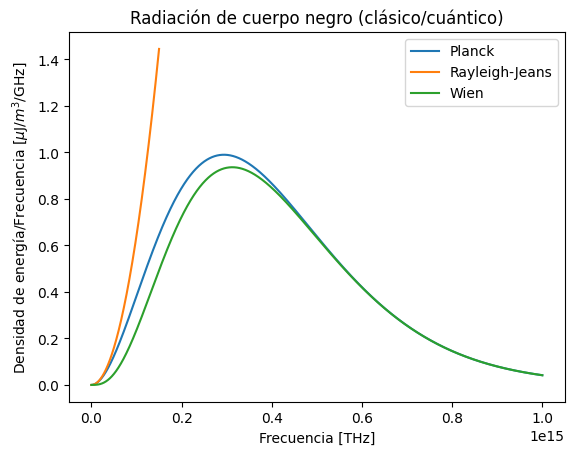 Radiación de cuerpo negro (clásico/cuántico)
Densidad de energía/Frecuencia [$\mu$J/$m^3$/GHz]
1.4
1.2
1.0
0.8
0.6
0.4
0.2
0.0
Planck
Rayleigh-Jeans
Wien
0.0 0.2 0.4 0.6 0.8 1.0
1e15
Frecuencia [THz]